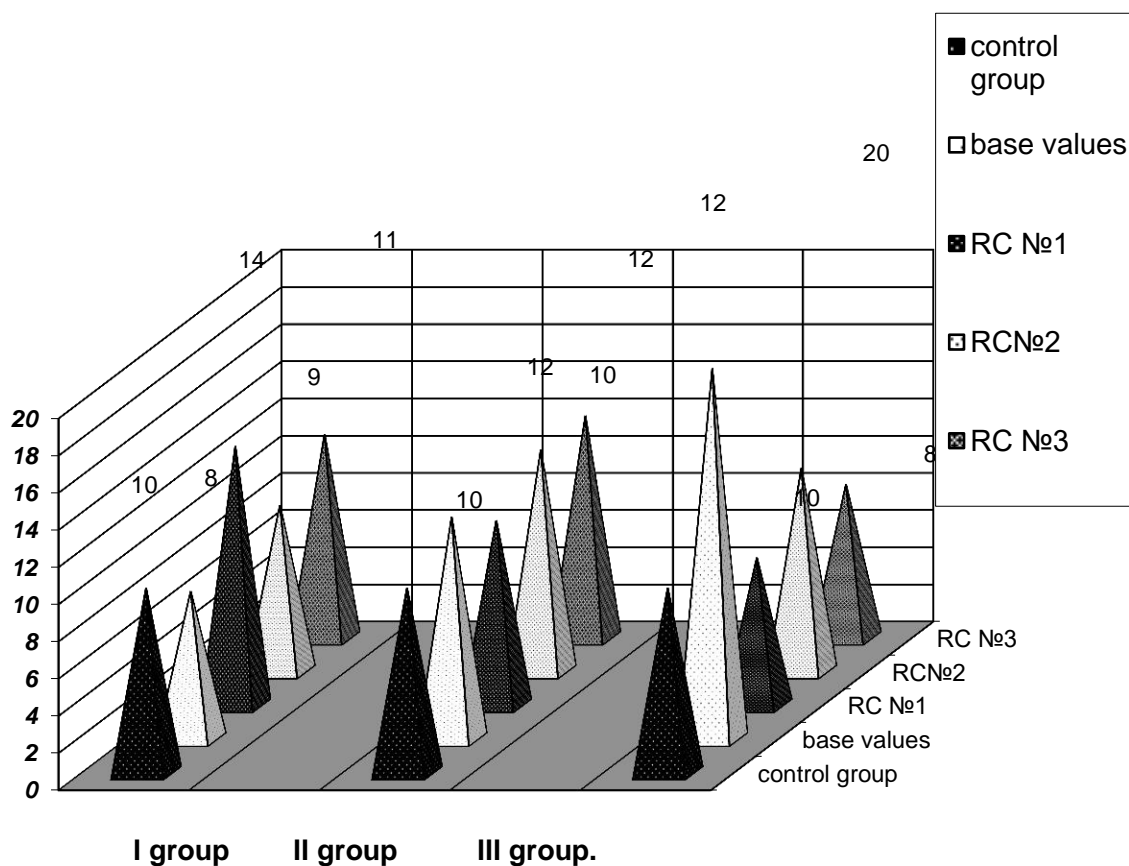 control
group
base values
RC №1
RC№2
RC №3
20
12
11
12
14
12
10
9
8
10
8
10
10
20
18
16
14
12
10
8
6
4
2
0
RC №3
RC№2
RC №1
base values
control group
I group II group III group.